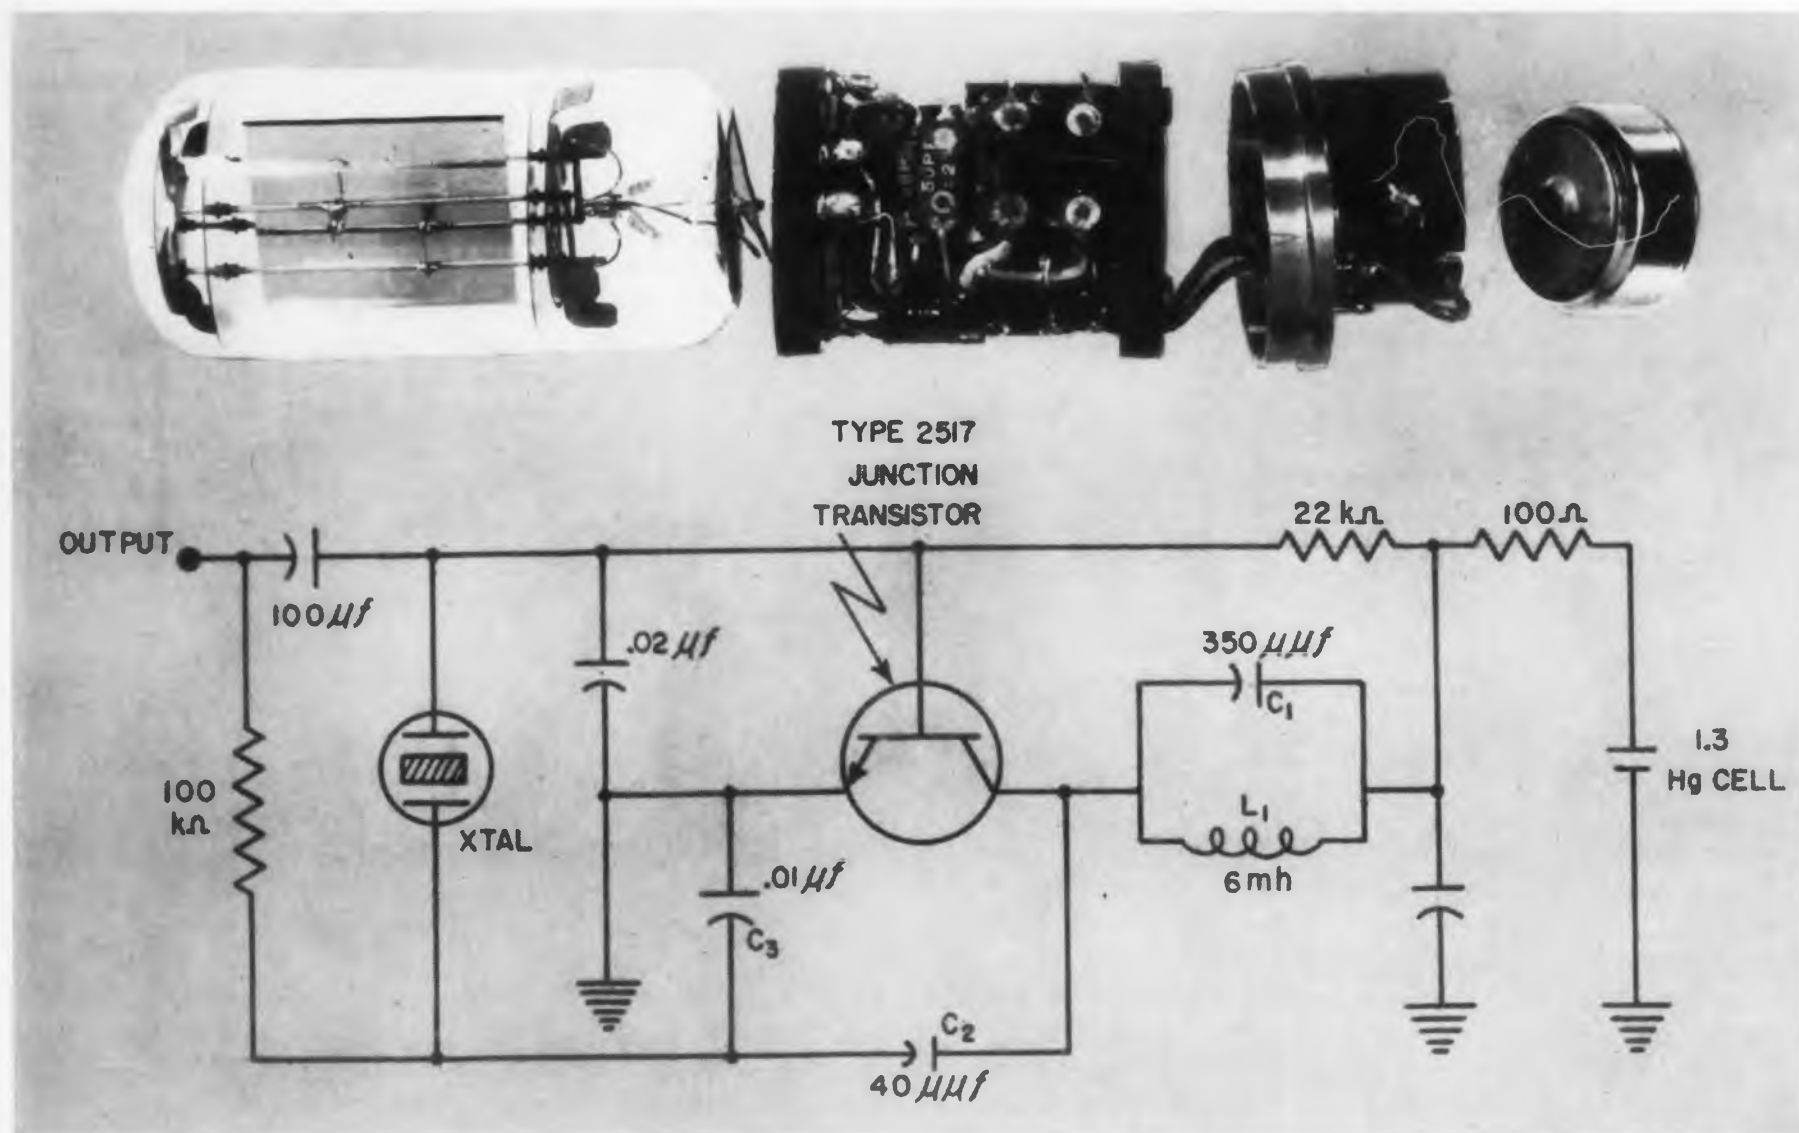 TYPE 2517
JUNCTION
TRANSISTOR
OUTPUT
22 kΩ
100Ω
100μf
.02μf
350μμf
C₁
1.3
Hg CELL
100
kΩ
XTAL
L₁
6mh
.01μf
C₃
C₂
40μμf